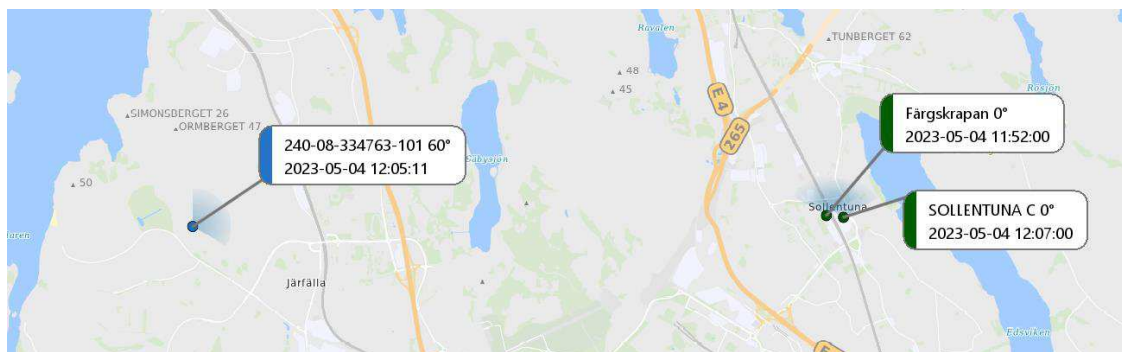 Ravalen
▴TUNBERGET 62
▴48
▴45
E 4
265
Rösjön
▴SIMONSBERGET 26
▴ORMBERGET 47
240-08-334763-101 60°
2023-05-04 12:05:11
Säbysjön
Färgskrapan 0°
2023-05-04 11:52:00
▴50
Sollentuna
SOLLENTUNA C 0°
2023-05-04 12:07:00
Järfälla
Edsviken